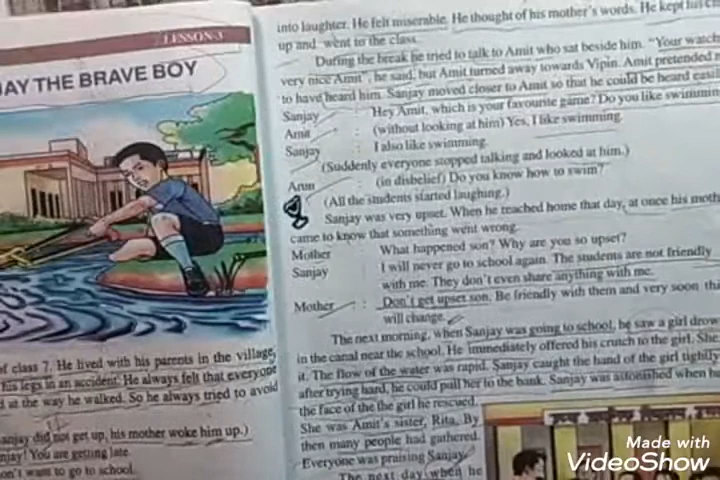 LESSON-3
JAY THE BRAVE BOY
of class 7. He lived with his parents in the village,
his legs in an accident. He always felt that everyone
at the way he walked. So he always tried to avoid
anjay did not get up, his mother woke him up.)
njay! You are getting late.
on't want to go to school.
into laughter. He felt miserable. He thought of his mother's words. He kept his
up and went to the class.
During the break he tried to talk to Amit who sat beside him. "Your watch
very nice Amit", he said, but Amit turned away towards Vipin. Amit pretended
to have heard him. Sanjay moved closer to Amit so that he could be heard easi
Sanjay : Hey Amit, which is your favourite game? Do you like swimmin
Amit : (without looking at him) Yes, I like swimming.
Sanjay : I also like swimming.
(Suddenly everyone stopped talking and looked at him.)
Arun : (in disbelief) Do you know how to swim?
(All the students started laughing.)
Sanjay was very upset. When he reached home that day, at once his moth
came to know that something went wrong.
Mother : What happened son? Why are you so upset?
Sanjay : I will never go to school again. The students are not friendly
with me. They don't even share anything with me.
Mother : Don't get upset son. Be friendly with them and very soon tha
will change.
The next morning, when Sanjay was going to school, he saw a girl drow
in the canal near the school. He immediately offered his crutch to the girl. She
it. The flow of the water was rapid. Sanjay caught the hand of the girl tightly
after trying hard, he could pull her to the bank. Sanjay was astonished when he
the face of the the girl he rescued.
She was Amit's sister, Rita. By
then many people had gathered.
Everyone was praising Sanjay.
The next day when he
Made with
VideoShow